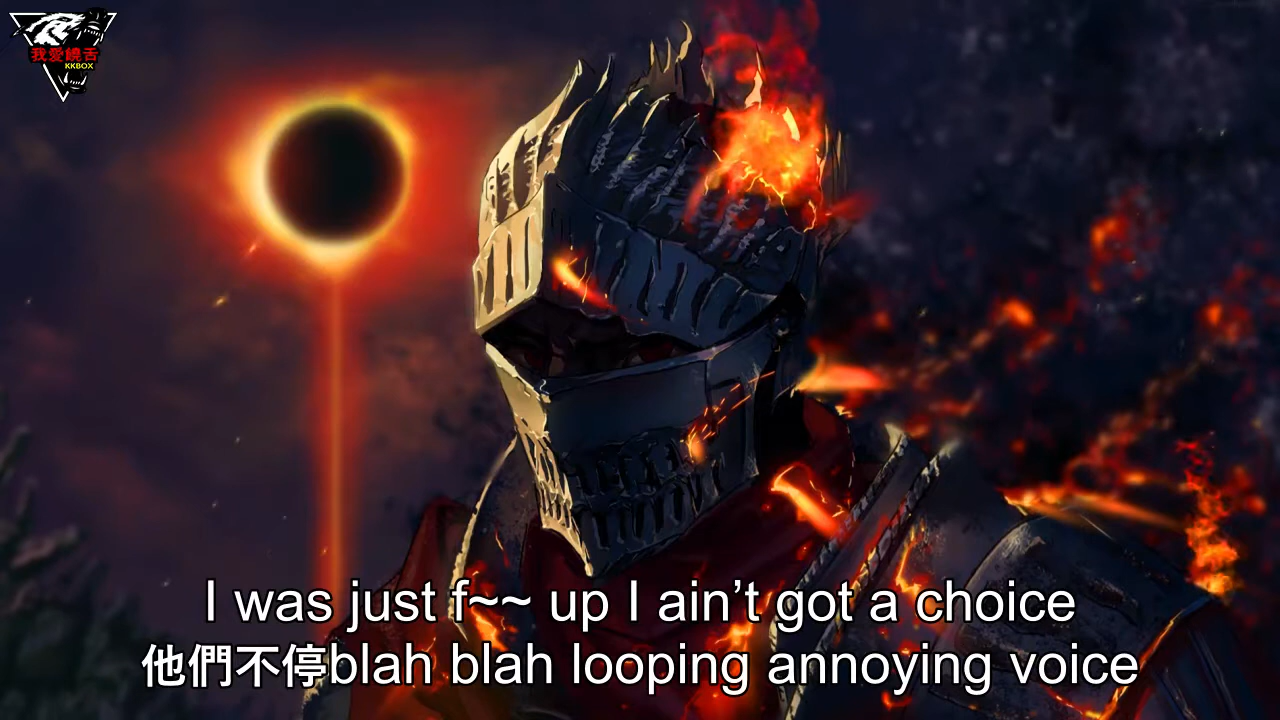 我愛饒舌
KKBOX
I was just f~~ up I ain’t got a choice
他們不停blah blah looping annoying voice